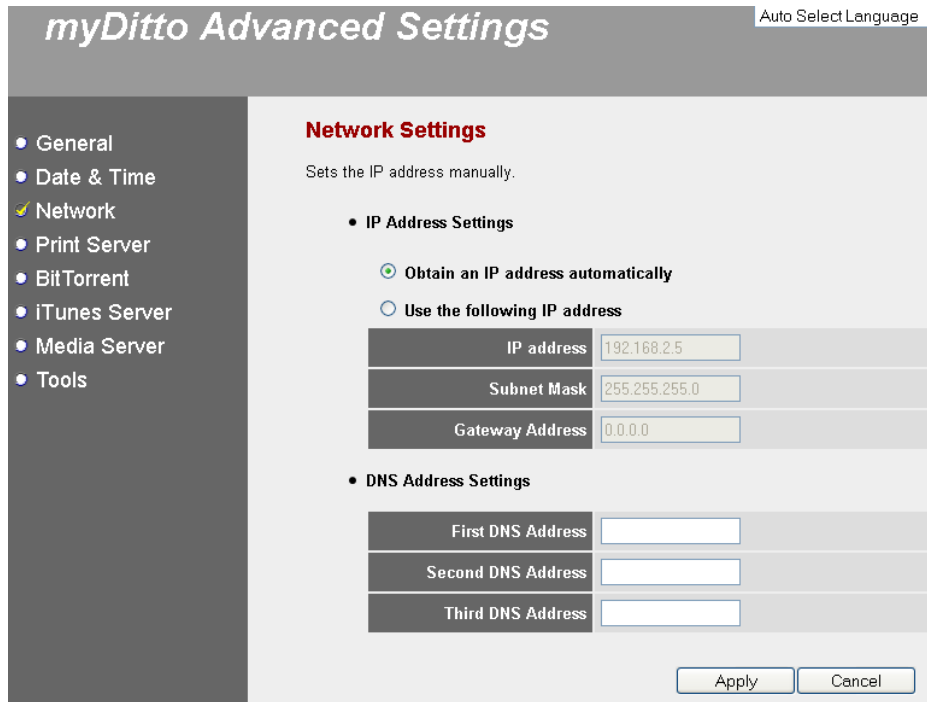 myDitto Advanced Settings
Auto Select Language
General
Date & Time
Network
Print Server
BitTorrent
iTunes Server
Media Server
Tools
Network Settings
Sets the IP address manually.
IP Address Settings
Obtain an IP address automatically
Use the following IP address
IP address 192.168.2.5
Subnet Mask 255.255.255.0
Gateway Address 0.0.0.0
DNS Address Settings
First DNS Address
Second DNS Address
Third DNS Address
Apply Cancel